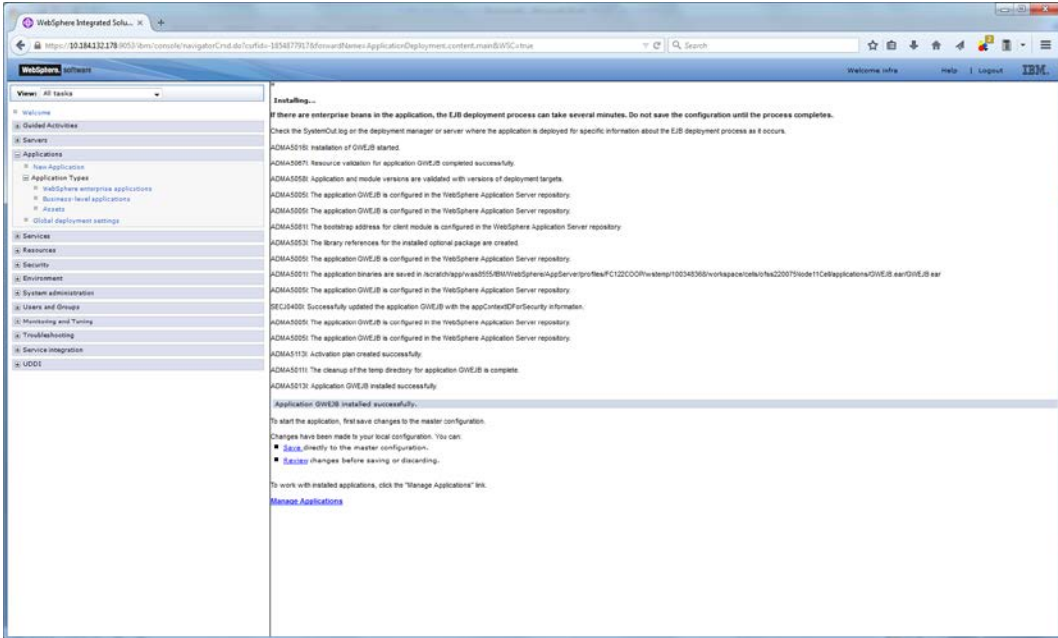 WebSphere Integrated Solu...
https://10.184.132.178:9053/ibm/console/navigatorCmd.do?curfid=-1854877917&forwardName=ApplicationDeployment.content.main&WSC=true
Search
WebSphere. software
Welcome infra
Help | Logout
IBM.
View: All tasks
Welcome
Guided Activities
Servers
Applications
New Application
Application Types
WebSphere enterprise applications
Business-level applications
Assets
Global deployment settings
Services
Resources
Security
Environment
System administration
Users and Groups
Monitoring and Tuning
Troubleshooting
Service integration
UDDI
Installing...
If there are enterprise beans in the application, the EJB deployment process can take several minutes. Do not save the configuration until the process completes.
Check the SystemOut.log on the deployment manager or server where the application is deployed for specific information about the EJB deployment process as it occurs.
ADMA5016I: Installation of GWEJB started.
ADMA5067I: Resource validation for application GWEJB completed successfully.
ADMA5058I: Application and module versions are validated with versions of deployment targets.
ADMA5005I: The application GWEJB is configured in the WebSphere Application Server repository.
ADMA5005I: The application GWEJB is configured in the WebSphere Application Server repository.
ADMA5081I: The bootstrap address for client module is configured in the WebSphere Application Server repository.
ADMA5053I: The library references for the installed optional package are created.
ADMA5005I: The application GWEJB is configured in the WebSphere Application Server repository.
ADMA5001I: The application binaries are saved in /scratch/app/was8555/IBM/WebSphere/AppServer/profiles/FC122COOP/wstemp/100348368/workspace/cells/ofss220075Node11Cell/applications/GWEJB.ear/GWEJB.ear
ADMA5005I: The application GWEJB is configured in the WebSphere Application Server repository.
SECJ0400I: Successfully updated the application GWEJB with the appContextIDForSecurity information.
ADMA5005I: The application GWEJB is configured in the WebSphere Application Server repository.
ADMA5005I: The application GWEJB is configured in the WebSphere Application Server repository.
ADMA5113I: Activation plan created successfully.
ADMA5011I: The cleanup of the temp directory for application GWEJB is complete.
ADMA5013I: Application GWEJB installed successfully.
Application GWEJB installed successfully.
To start the application, first save changes to the master configuration.
Changes have been made to your local configuration. You can:
Save directly to the master configuration.
Review changes before saving or discarding.
To work with installed applications, click the "Manage Applications" link.
Manage Applications